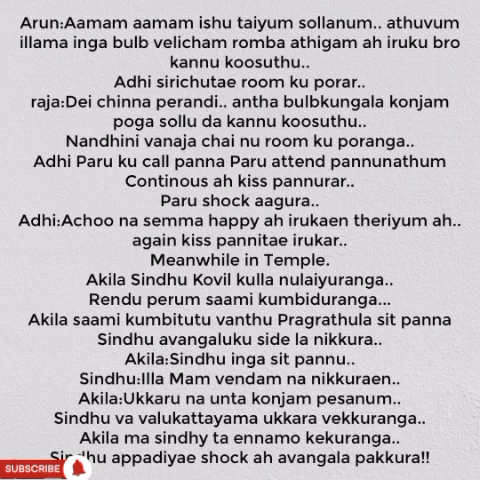 Arun:Aamam aamam ishu taiyum sollanum.. athuvum
illama inga bulb velicham romba athigam ah iruku bro
kannu koosuthu..
Adhi sirichutae room ku porar..
raja:Dei chinna perandi.. antha bulbkungala konjam
poga sollu da kannu koosuthu..
Nandhini vanaja chai nu room ku poranga..
Adhi Paru ku call panna Paru attend pannunathum
Continous ah kiss pannurar..
Paru shock aagura..
Adhi:Achoo na semma happy ah irukaen theriyum ah..
again kiss pannitae irukar..
Meanwhile in Temple.
Akila Sindhu Kovil kulla nulaiyuranga..
Rendu perum saami kumbiduranga...
Akila saami kumbitutu vanthu Pragrathula sit panna
Sindhu avangaluku side la nikkura..
Akila:Sindhu inga sit pannu..
Sindhu:Illa Mam vendam na nikkuraen..
Akila:Ukkaru na unta konjam pesanum..
Sindhu va valukattayama ukkara vekkuranga..
Akila ma sindhy ta ennamo kekuranga..
Sindhu appadiyae shock ah avangala pakkura!!
SUBSCRIBE